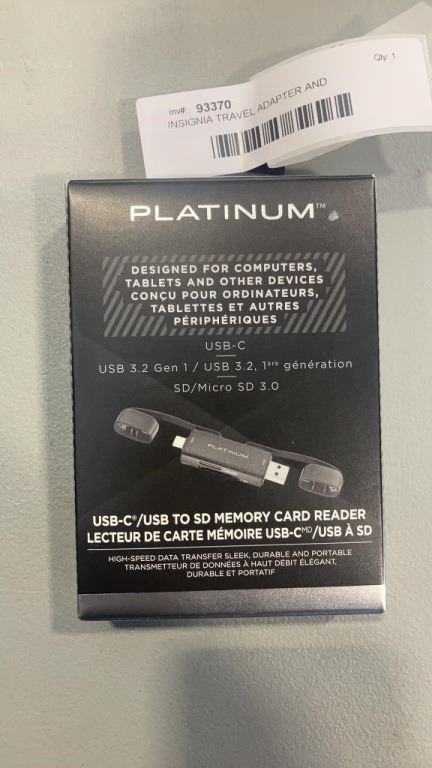 Inv#: 93370
Qty: 1
INSIGNIA TRAVEL ADAPTER AND
PLATINUM™
DESIGNED FOR COMPUTERS,
TABLETS AND OTHER DEVICES
CONÇU POUR ORDINATEURS,
TABLETTES ET AUTRES
PÉRIPHÉRIQUES
USB-C
USB 3.2 Gen 1 / USB 3.2, 1ère génération
SD/Micro SD 3.0
PLATINUM
USB-C®/USB TO SD MEMORY CARD READER
LECTEUR DE CARTE MÉMOIRE USB-Cᴹᴰ/USB À SD
HIGH-SPEED DATA TRANSFER SLEEK, DURABLE AND PORTABLE
TRANSMETTEUR DE DONNÉES À HAUT DÉBIT ÉLÉGANT,
DURABLE ET PORTATIF